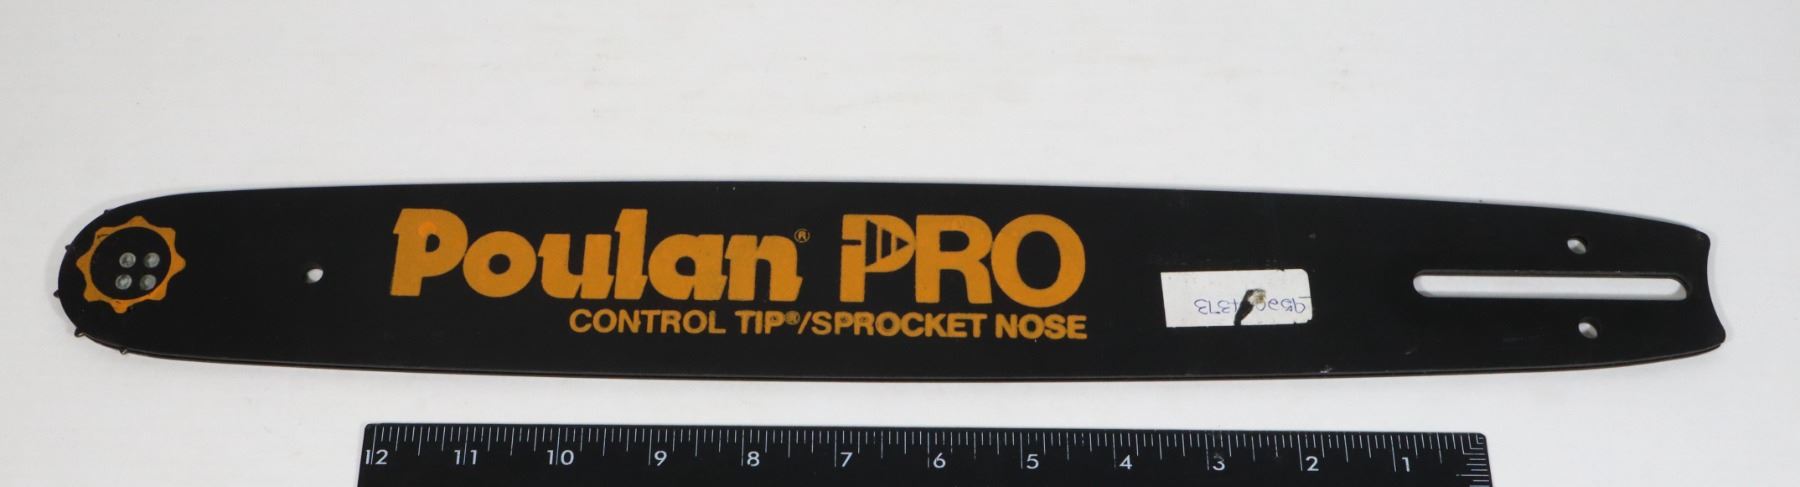 Poulan® PRO
CONTROL TIP®/SPROCKET NOSE
12 11 10 9 8 7 6 5 4 3 2 1